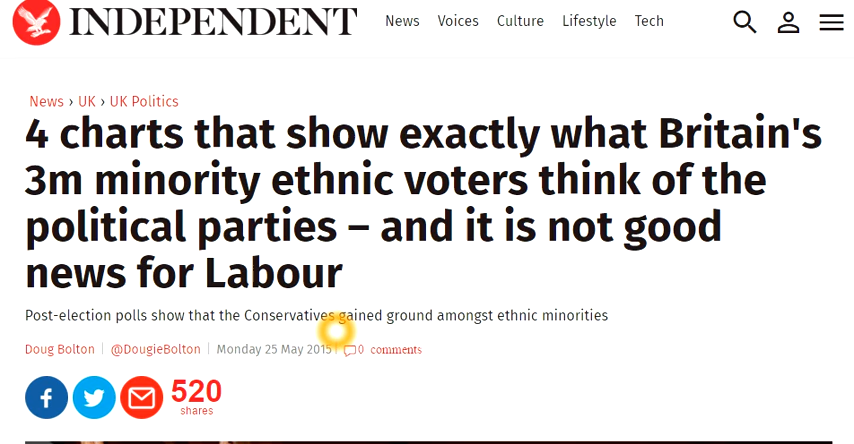 INDEPENDENT News Voices Culture Lifestyle Tech
News › UK › UK Politics
4 charts that show exactly what Britain's
3m minority ethnic voters think of the
political parties – and it is not good
news for Labour
Post-election polls show that the Conservatives gained ground amongst ethnic minorities
Doug Bolton | @DougieBolton | Monday 25 May 2015 | 0 comments
520
shares